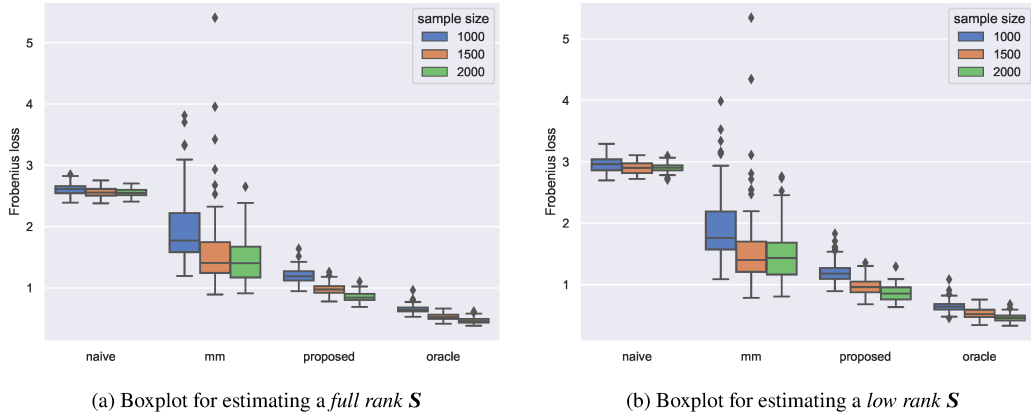 sample size
1000
1500
2000
Frobenius loss
5
4
3
2
1
naive
mm
proposed
oracle
(a) Boxplot for estimating a full rank S
sample size
1000
1500
2000
Frobenius loss
5
4
3
2
1
naive
mm
proposed
oracle
(b) Boxplot for estimating a low rank S